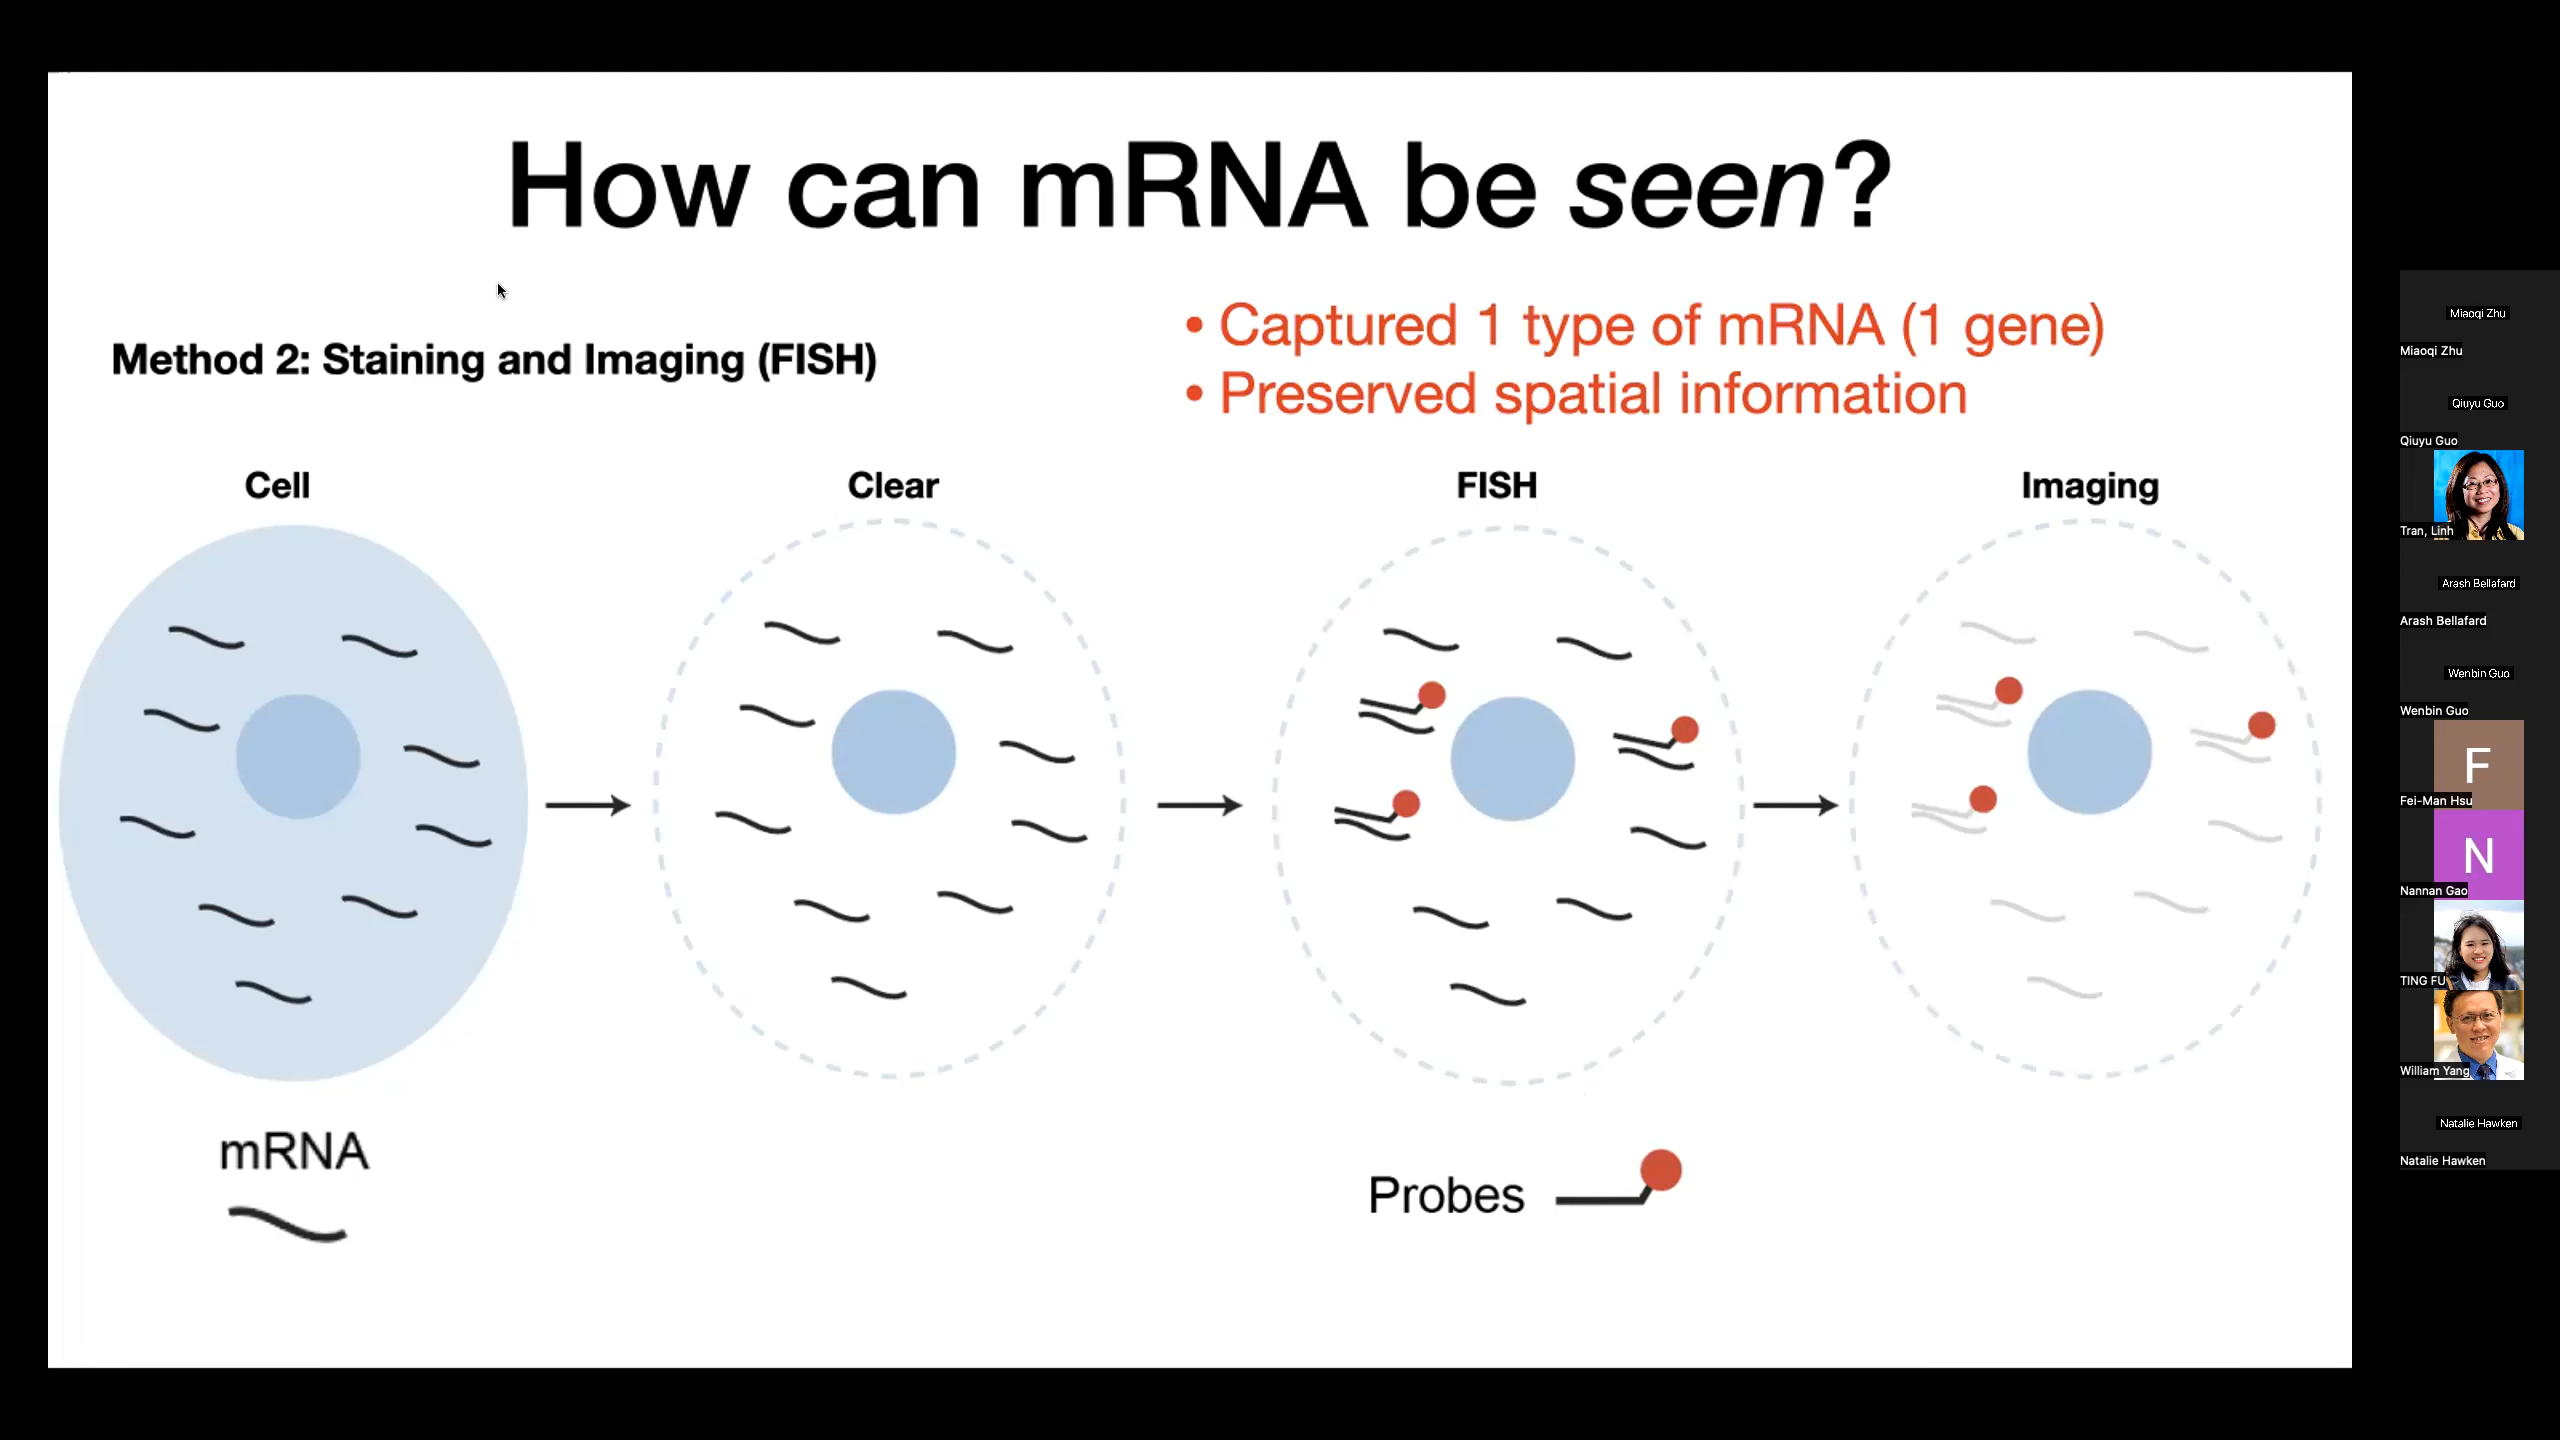 How can mRNA be seen?
Method 2: Staining and Imaging (FISH)
• Captured 1 type of mRNA (1 gene)
• Preserved spatial information
Cell
Clear
FISH
Imaging
mRNA
Probes
Miaoqi Zhu
Miaoqi Zhu
Qiuyu Guo
Qiuyu Guo
Tran, Linh
Arash Bellafard
Arash Bellafard
Wenbin Guo
Wenbin Guo
F
Fei-Man Hsu
N
Nannan Gao
TING FU
William Yang
Natalie Hawken
Natalie Hawken